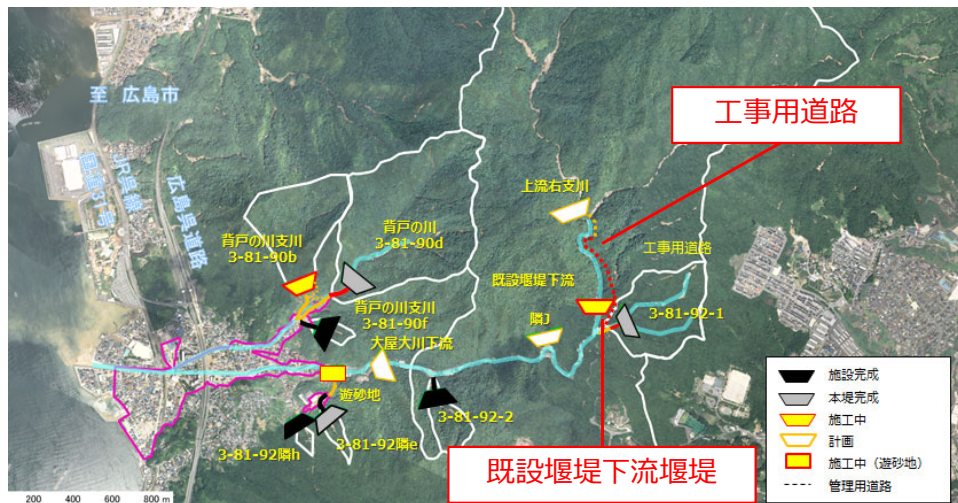 至 広島市
JR呉線
国道31号
広島呉道路
工事用道路
上流右支川
背戸の川
3-81-90d
背戸の川支川
3-81-90b
工事用道路
既設堰堤下流
3-81-92-1
背戸の川支川
3-81-90f
隣J
大屋大川下流
遊砂地
3-81-92-2
3-81-92隣e
3-81-92隣h
既設堰堤下流堰堤
施設完成
本堤完成
施工中
計画
施工中（遊砂地）
管理用道路
200 400 600 800 m